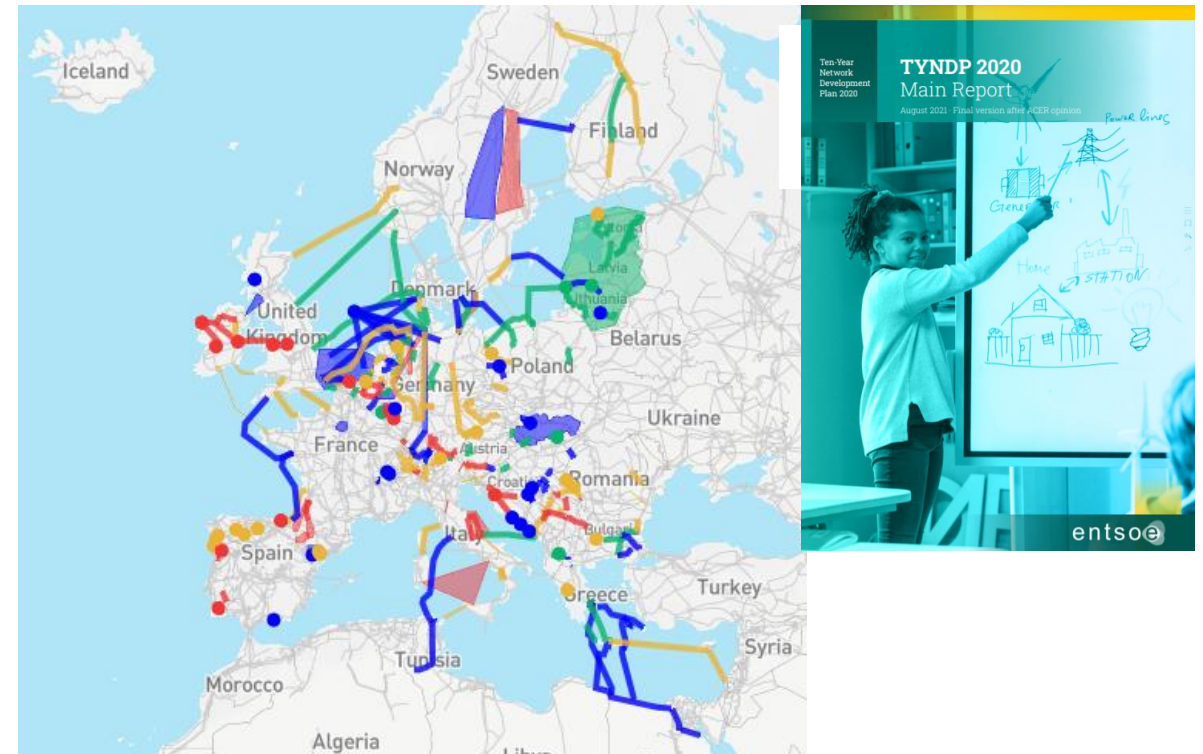 Iceland
Sweden
Finland
Norway
Latvia
Lithuania
Denmark
United
Kingdom
Belarus
Poland
Germany
Ukraine
France
Austria
Croatia
Romania
Italy
Bulgari
Spain
Greece
Turkey
Syria
Tunisia
Morocco
Algeria
Ten-Year
Network
Development
Plan 2020
TYNDP 2020
Main Report
August 2021 · Final version after ACER opinion
Power lines
Generator
Home
STATION
entsoe